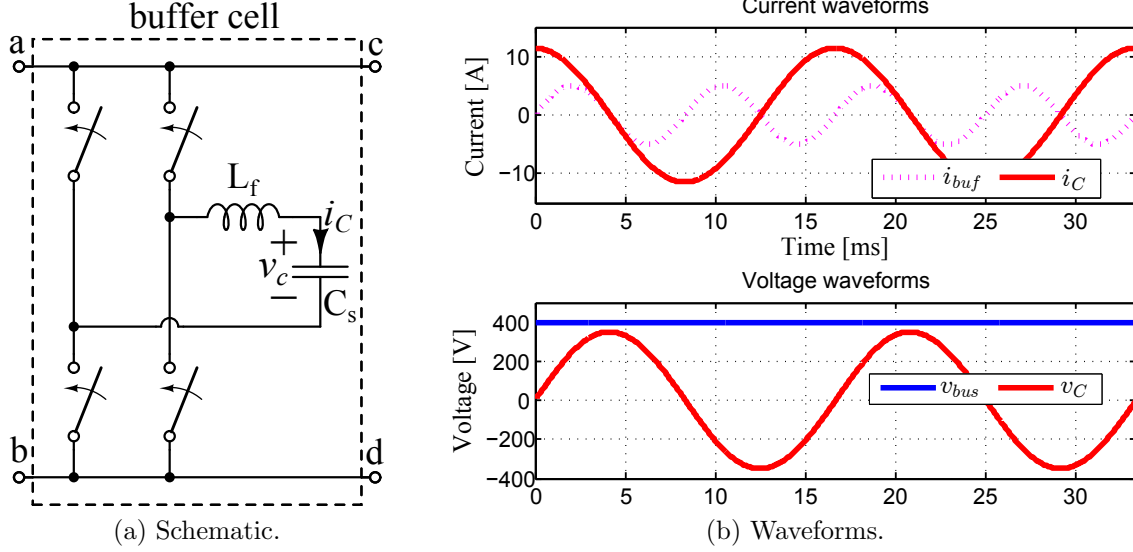 buffer cell
a
c
L_f
i_C
+
v_c
−
C_s
b
d
(a) Schematic.
Current waveforms
Current [A]
10
0
−10
i_buf
i_C
0 5 10 15 20 25 30
Time [ms]
Voltage waveforms
Voltage [V]
400
200
0
−200
−400
v_bus
v_C
0 5 10 15 20 25 30
(b) Waveforms.